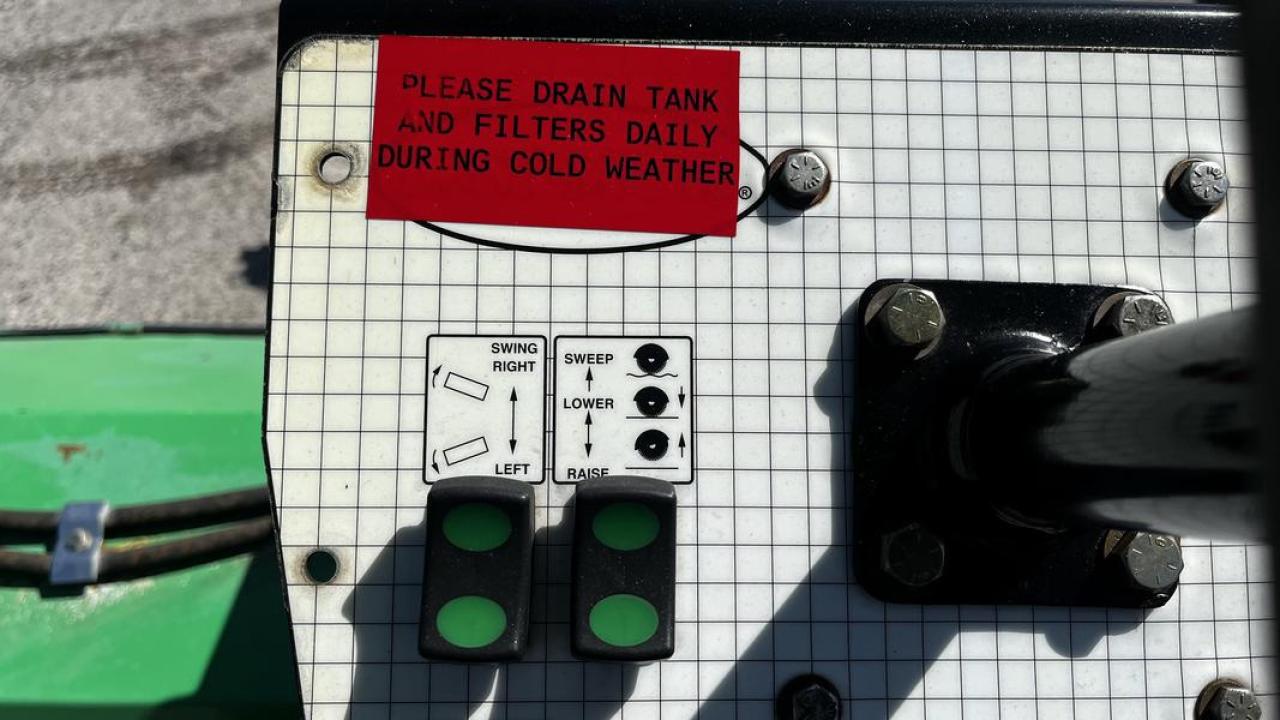 PLEASE DRAIN TANK
AND FILTERS DAILY
DURING COLD WEATHER
®
SWING
RIGHT
LEFT
SWEEP
LOWER
RAISE